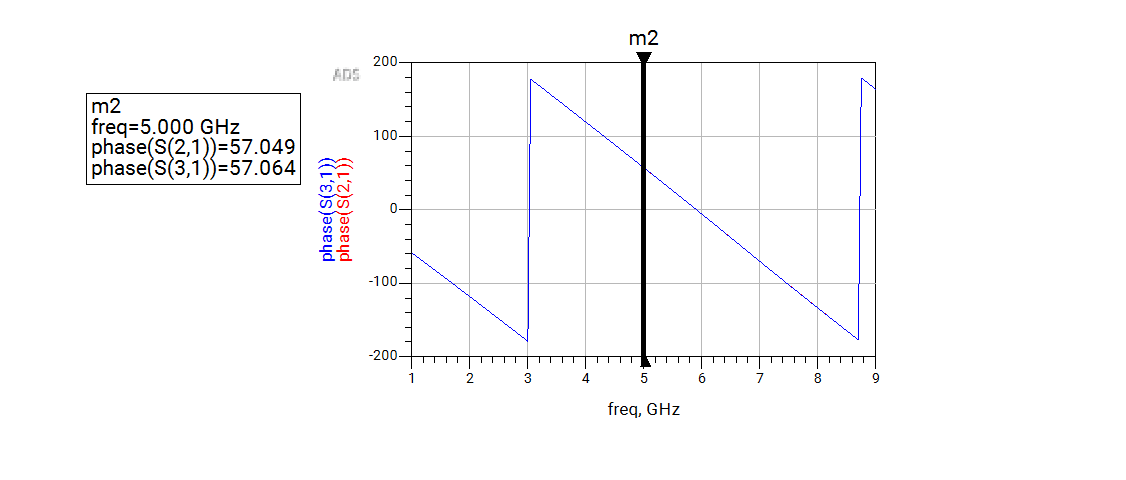 m2
ADS
m2
freq=5.000 GHz
phase(S(2,1))=57.049
phase(S(3,1))=57.064
phase(S(3,1))
phase(S(2,1))
200
100
0
-100
-200
1 2 3 4 5 6 7 8 9
freq, GHz